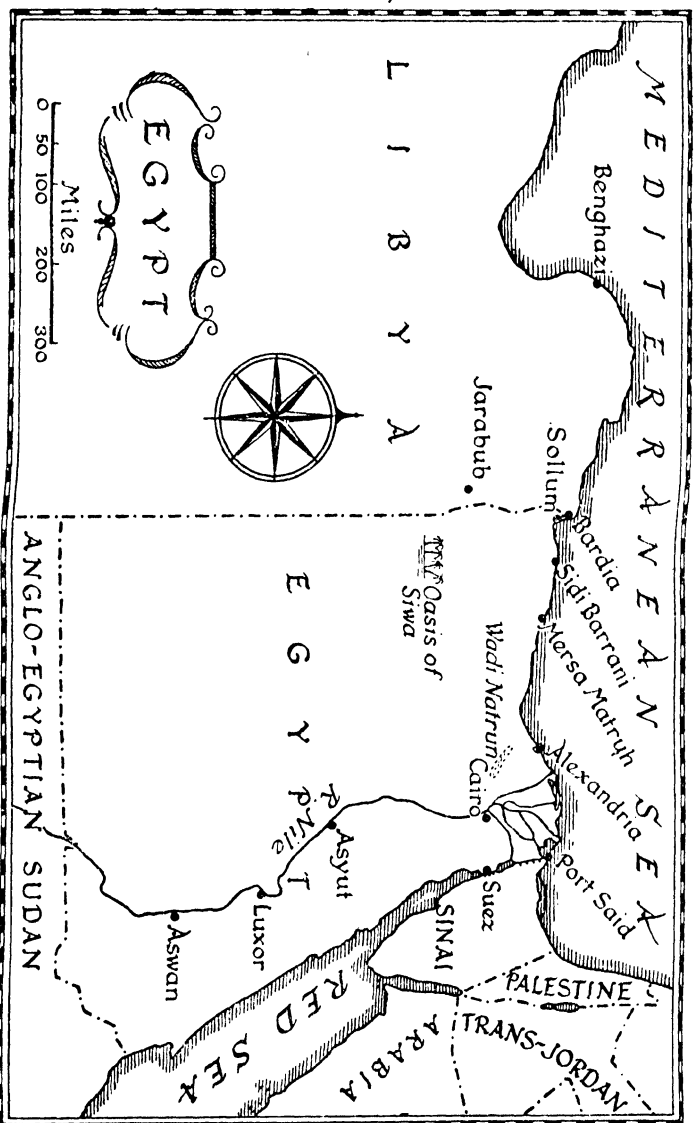 MEDITERRANEAN SEA
LIBYA
Benghazi
Jarabub
Sollum
Bardia
Sidi Barrani
Mersa Matruh
Alexandria
Port Said
Oasis of
Siwa
Wadi Natrun
Cairo
Suez
SINAI
PALESTINE
TRANS-JORDAN
ARABIA
RED SEA
EGYPT
R. Nile
Asyut
Luxor
Aswan
ANGLO-EGYPTIAN SUDAN
EGYPT
Miles
0 50 100 200 300